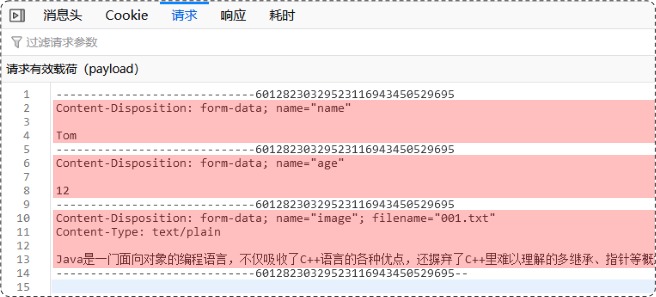 消息头 Cookie 请求 响应 耗时
过滤请求参数
请求有效载荷（payload）
1 -----------------------------60128230329523116943450529695
2 Content-Disposition: form-data; name="name"
3
4 Tom
5 -----------------------------60128230329523116943450529695
6 Content-Disposition: form-data; name="age"
7
8 12
9 -----------------------------60128230329523116943450529695
10 Content-Disposition: form-data; name="image"; filename="001.txt"
11 Content-Type: text/plain
12
13 Java是一门面向对象的编程语言，不仅吸收了C++语言的各种优点，还摒弃了C++里难以理解的多继承、指针等概
14 -----------------------------60128230329523116943450529695--
15